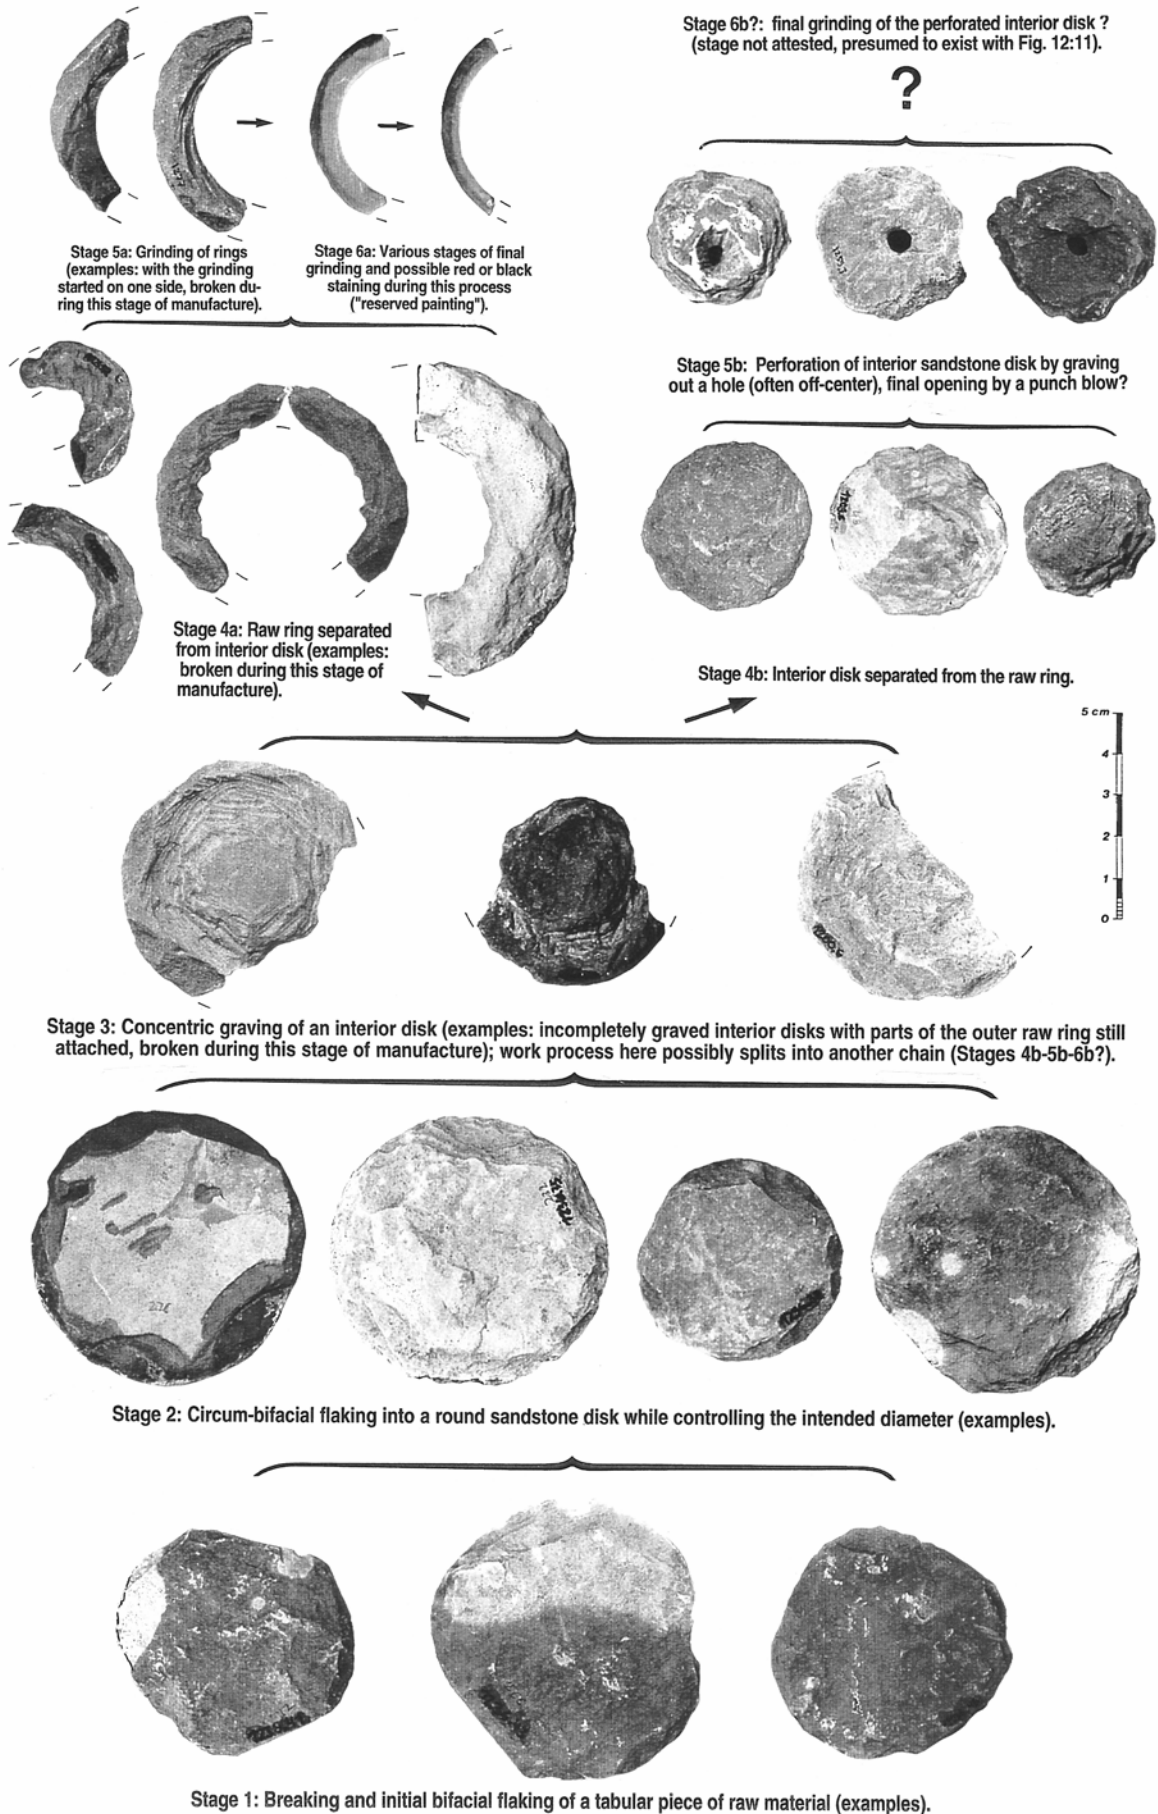 Stage 6b?: final grinding of the perforated interior disk ?
(stage not attested, presumed to exist with Fig. 12:11).
?
Stage 5a: Grinding of rings
(examples: with the grinding
started on one side, broken du-
ring this stage of manufacture).
Stage 6a: Various stages of final
grinding and possible red or black
staining during this process
("reserved painting").
Stage 5b: Perforation of interior sandstone disk by graving
out a hole (often off-center), final opening by a punch blow?
Stage 4a: Raw ring separated
from interior disk (examples:
broken during this stage of
manufacture).
Stage 4b: Interior disk separated from the raw ring.
5 cm
4
3
2
1
0
Stage 3: Concentric graving of an interior disk (examples: incompletely graved interior disks with parts of the outer raw ring still
attached, broken during this stage of manufacture); work process here possibly splits into another chain (Stages 4b-5b-6b?).
Stage 2: Circum-bifacial flaking into a round sandstone disk while controlling the intended diameter (examples).
Stage 1: Breaking and initial bifacial flaking of a tabular piece of raw material (examples).